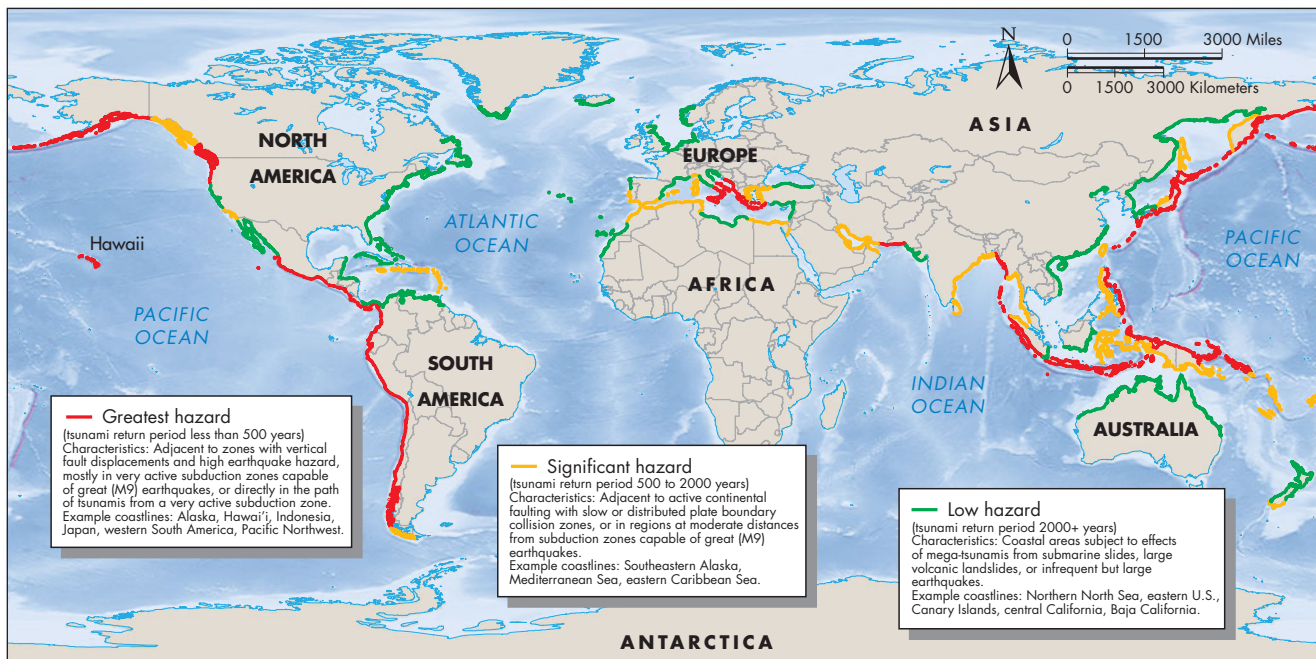 N
0 1500 3000 Miles
0 1500 3000 Kilometers
NORTH
AMERICA
EUROPE
ASIA
ATLANTIC
OCEAN
Hawaii
PACIFIC
OCEAN
AFRICA
PACIFIC
OCEAN
SOUTH
AMERICA
INDIAN
OCEAN
AUSTRALIA
Greatest hazard
(tsunami return period less than 500 years)
Characteristics: Adjacent to zones with vertical
fault displacements and high earthquake hazard,
mostly in very active subduction zones capable
of great (M9) earthquakes, or directly in the path
of tsunamis from a very active subduction zone.
Example coastlines: Alaska, Hawai'i, Indonesia,
Japan, western South America, Pacific Northwest.
Significant hazard
(tsunami return period 500 to 2000 years)
Characteristics: Adjacent to active continental
faulting with slow or distributed plate boundary
collision zones, or in regions at moderate distances
from subduction zones capable of great (M9)
earthquakes.
Example coastlines: Southeastern Alaska,
Mediterranean Sea, eastern Caribbean Sea.
Low hazard
(tsunami return period 2000+ years)
Characteristics: Coastal areas subject to effects
of mega-tsunamis from submarine slides, large
volcanic landslides, or infrequent but large
earthquakes.
Example coastlines: Northern North Sea, eastern U.S.,
Canary Islands, central California, Baja California.
ANTARCTICA